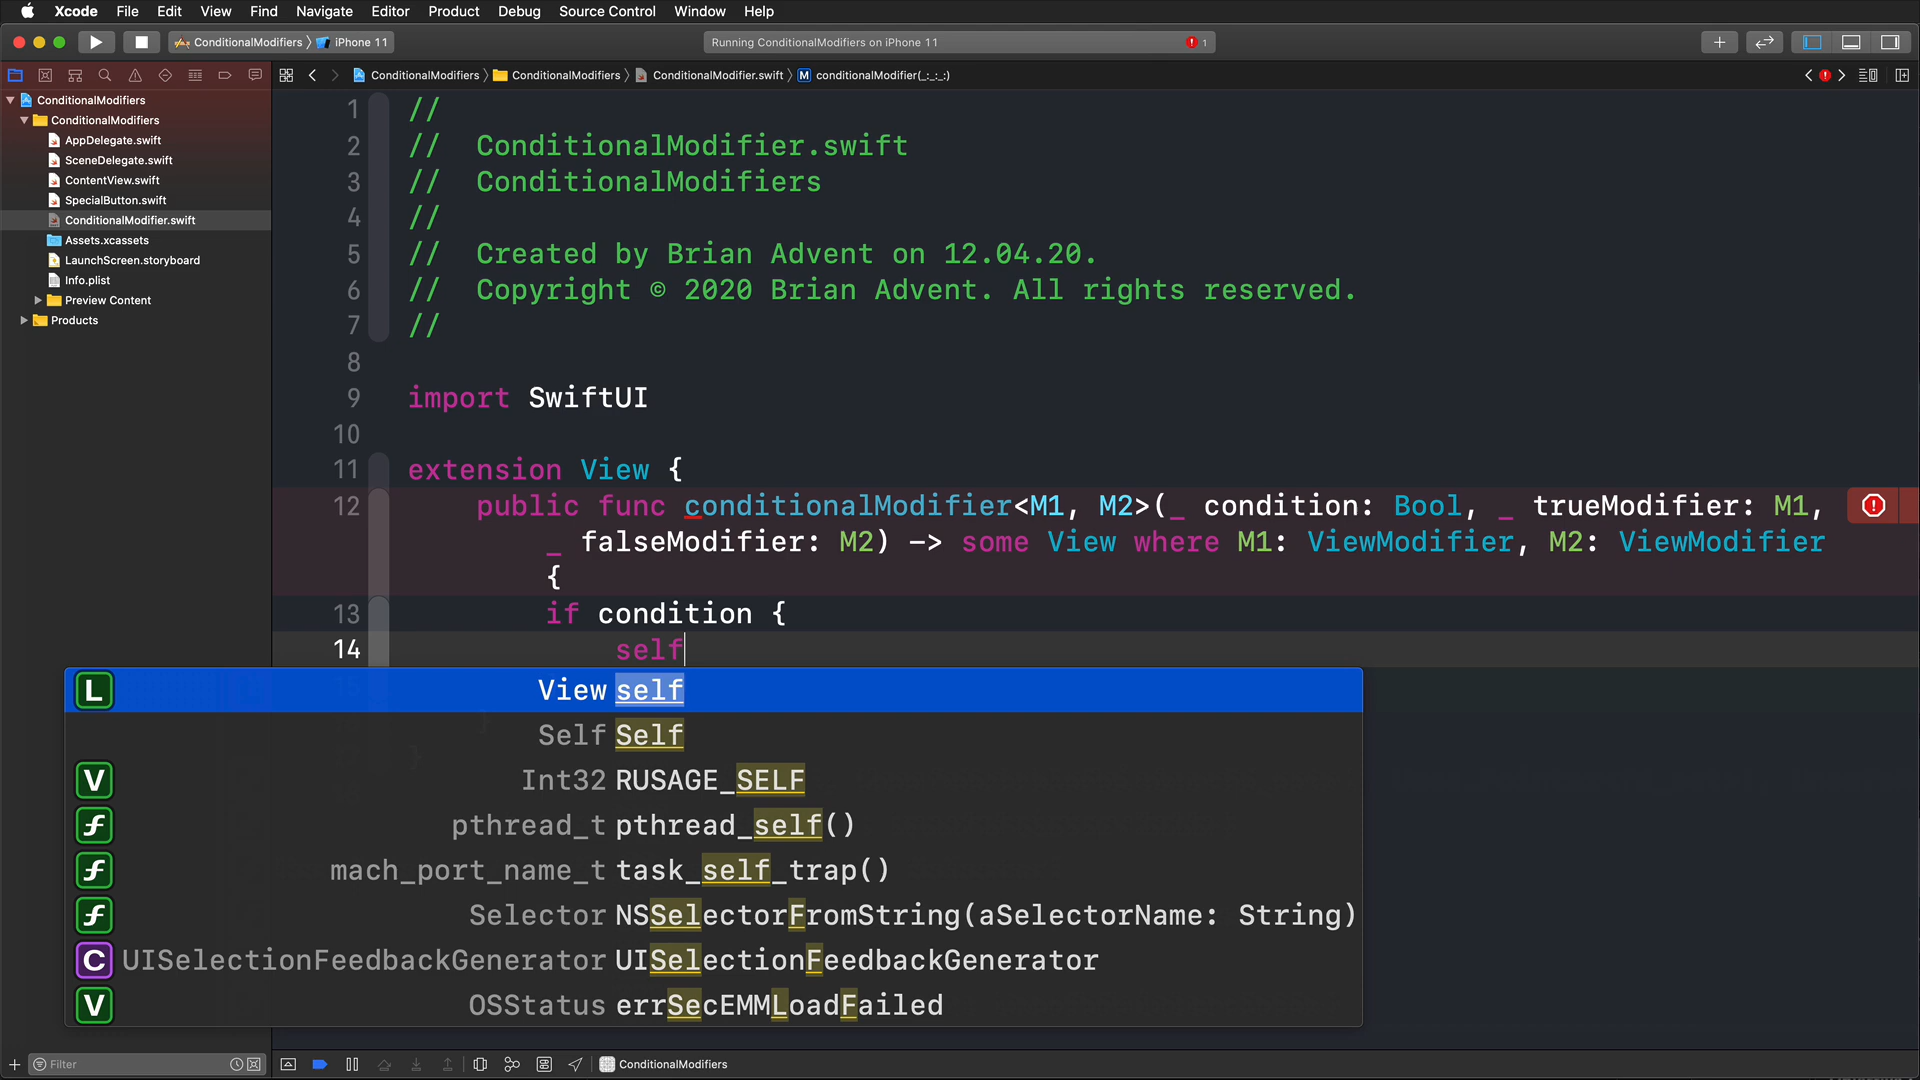 Xcode File Edit View Find Navigate Editor Product Debug Source Control Window Help
ConditionalModifiers iPhone 11
Running ConditionalModifiers on iPhone 11
1
ConditionalModifiers ConditionalModifiers ConditionalModifier.swift M conditionalModifier(_:_:_:)
ConditionalModifiers
ConditionalModifiers
AppDelegate.swift
SceneDelegate.swift
ContentView.swift
SpecialButton.swift
ConditionalModifier.swift
Assets.xcassets
LaunchScreen.storyboard
Info.plist
Preview Content
Products
1 //
2 //  ConditionalModifier.swift
3 //  ConditionalModifiers
4 //
5 //  Created by Brian Advent on 12.04.20.
6 //  Copyright © 2020 Brian Advent. All rights reserved.
7 //
8
9 import SwiftUI
10
11 extension View {
12 public func conditionalModifier<M1, M2>(_ condition: Bool, _ trueModifier: M1,
_ falseModifier: M2) -> some View where M1: ViewModifier, M2: ViewModifier
{
13 if condition {
14 self
L View self
Self Self
V Int32 RUSAGE_SELF
f pthread_t pthread_self()
f mach_port_name_t task_self_trap()
f Selector NSSelectorFromString(aSelectorName: String)
C UISelectionFeedbackGenerator UISelectionFeedbackGenerator
V OSStatus errSecEMMLoadFailed
Filter
ConditionalModifiers